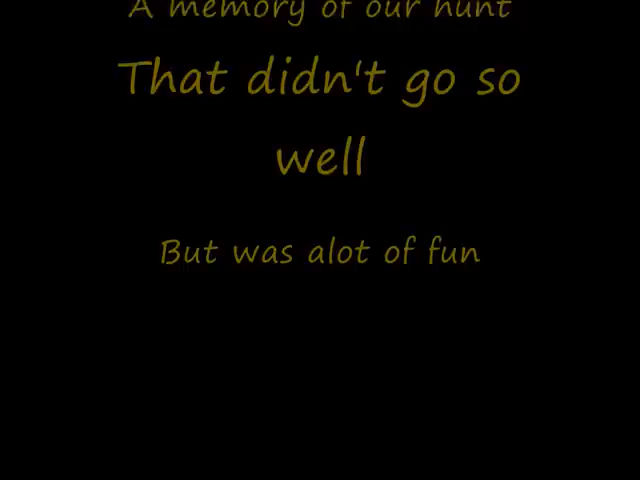 A memory of our hunt
That didn't go so
well
But was alot of fun